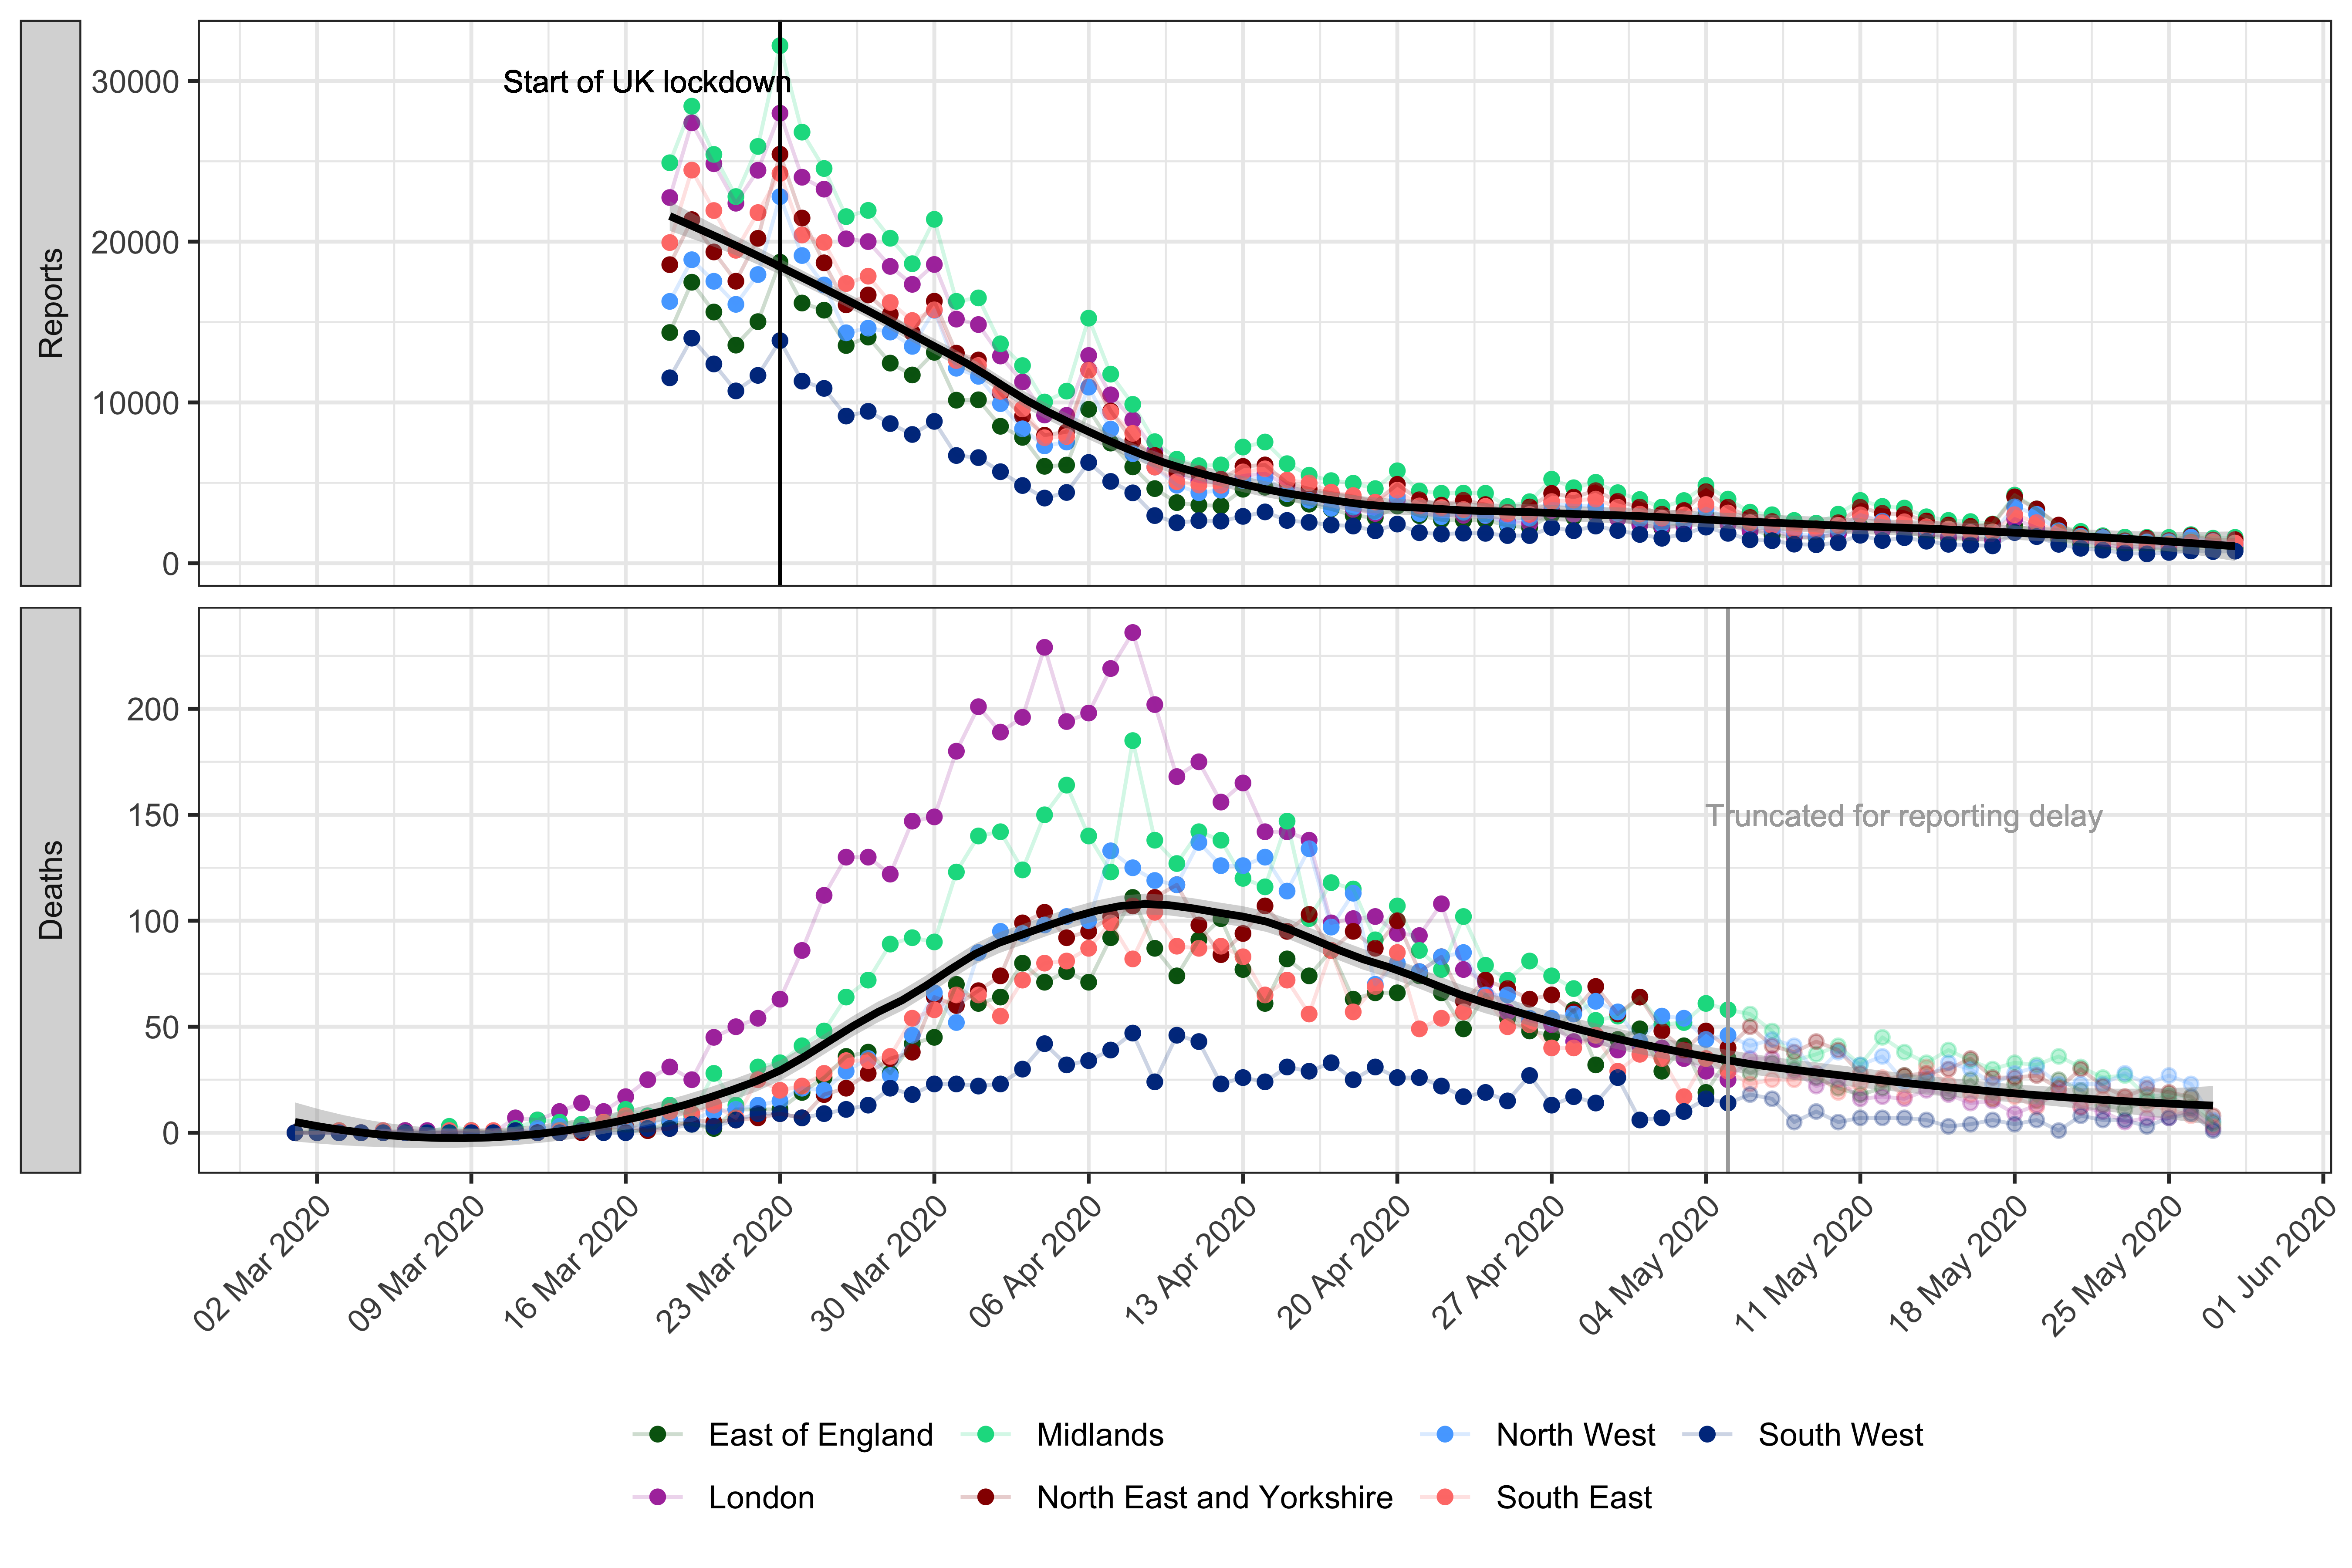 Reports
30000
20000
10000
0
Start of UK lockdown
Deaths
200
150
100
50
0
Truncated for reporting delay
02 Mar 2020
09 Mar 2020
16 Mar 2020
23 Mar 2020
30 Mar 2020
06 Apr 2020
13 Apr 2020
20 Apr 2020
27 Apr 2020
04 May 2020
11 May 2020
18 May 2020
25 May 2020
01 Jun 2020
East of England
Midlands
North West
South West
London
North East and Yorkshire
South East